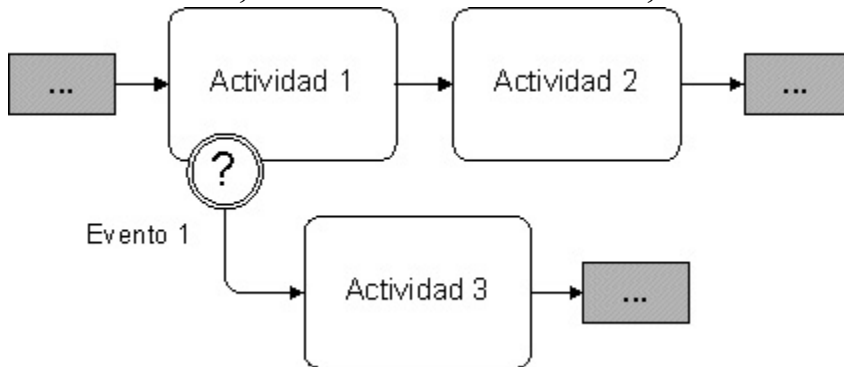 ...
Actividad 1
Actividad 2
...
?
Evento 1
Actividad 3
...